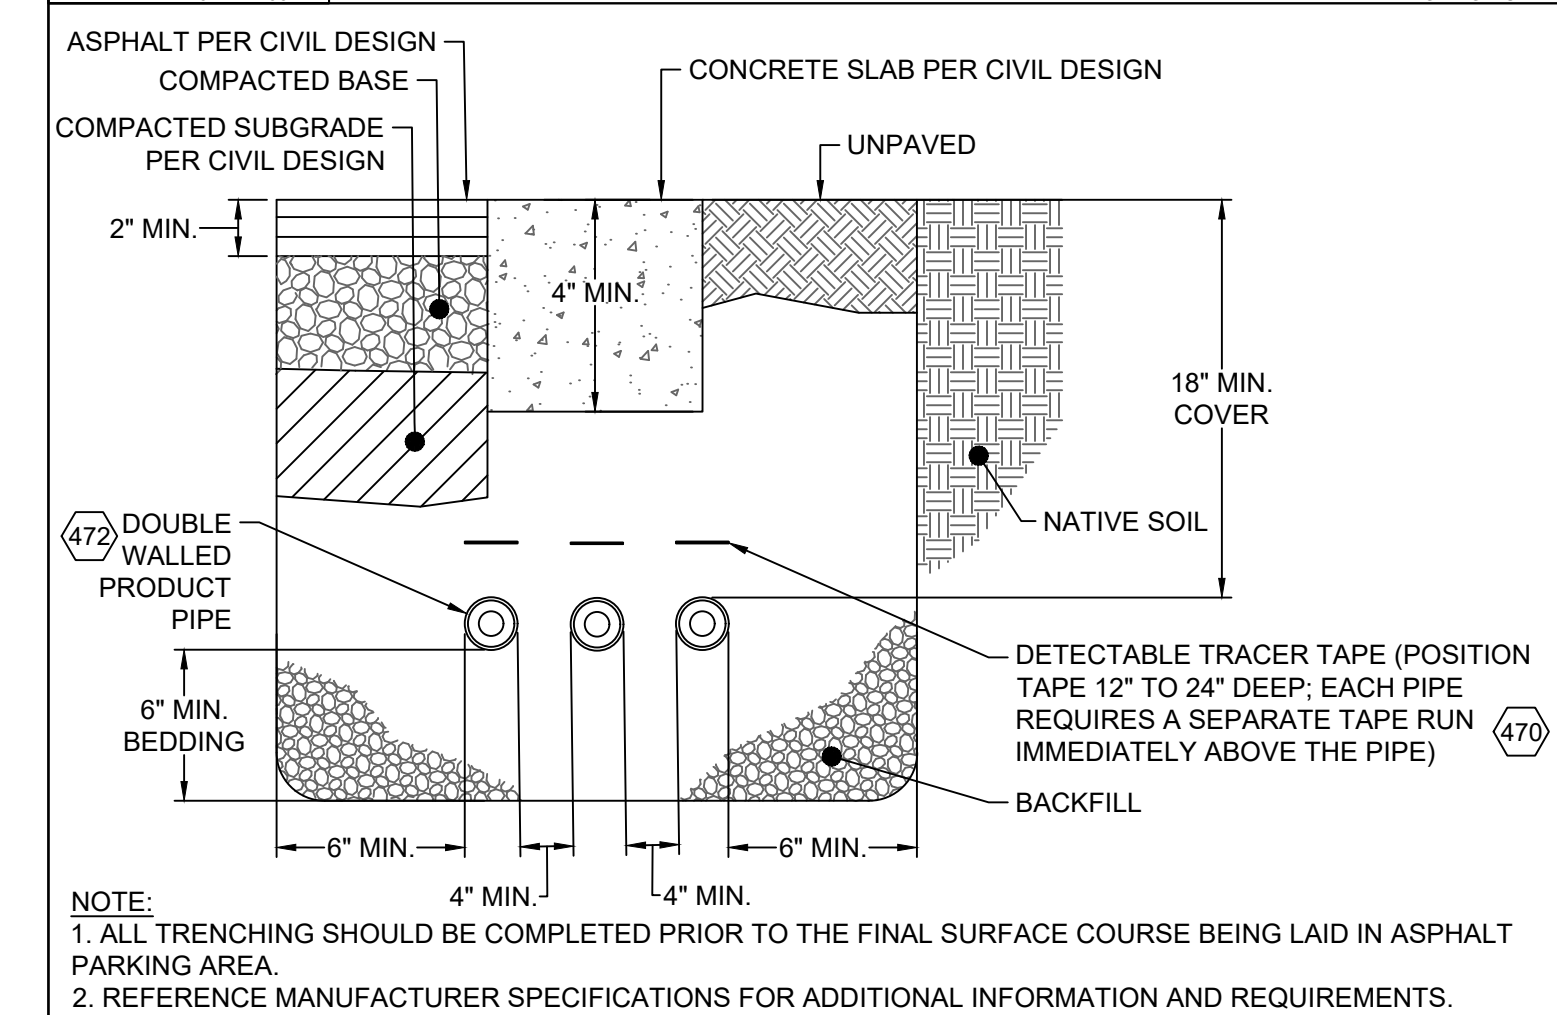 ASPHALT PER CIVIL DESIGN
COMPACTED BASE
COMPACTED SUBGRADE
PER CIVIL DESIGN
CONCRETE SLAB PER CIVIL DESIGN
UNPAVED
2" MIN.
4" MIN.
18" MIN.
COVER
NATIVE SOIL
472
DOUBLE
WALLED
PRODUCT
PIPE
DETECTABLE TRACER TAPE (POSITION
TAPE 12" TO 24" DEEP; EACH PIPE
REQUIRES A SEPARATE TAPE RUN
IMMEDIATELY ABOVE THE PIPE)
470
6" MIN.
BEDDING
BACKFILL
6" MIN.
6" MIN.
4" MIN.
4" MIN.
NOTE:
1. ALL TRENCHING SHOULD BE COMPLETED PRIOR TO THE FINAL SURFACE COURSE BEING LAID IN ASPHALT
PARKING AREA.
2. REFERENCE MANUFACTURER SPECIFICATIONS FOR ADDITIONAL INFORMATION AND REQUIREMENTS.